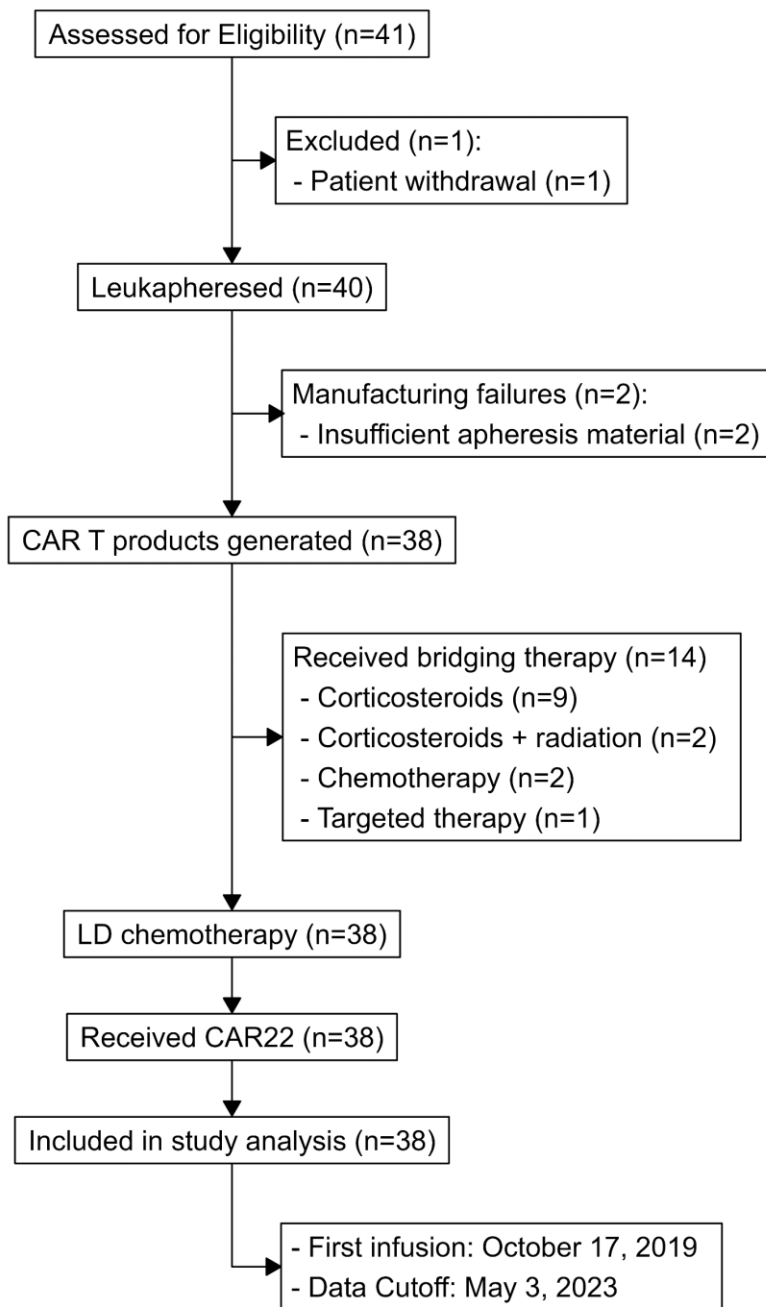 Assessed for Eligibility (n=41)
Excluded (n=1):
- Patient withdrawal (n=1)
Leukapheresed (n=40)
Manufacturing failures (n=2):
- Insufficient apheresis material (n=2)
CAR T products generated (n=38)
Received bridging therapy (n=14)
- Corticosteroids (n=9)
- Corticosteroids + radiation (n=2)
- Chemotherapy (n=2)
- Targeted therapy (n=1)
LD chemotherapy (n=38)
Received CAR22 (n=38)
Included in study analysis (n=38)
- First infusion: October 17, 2019
- Data Cutoff: May 3, 2023